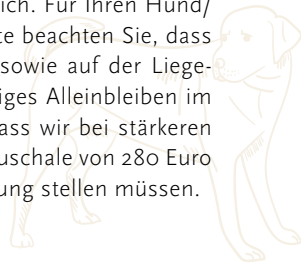 ich. Für Ihren Hund/
te beachten Sie, dass
sowie auf der Liege-
iges Alleinbleiben im
ass wir bei stärkeren
uschale von 280 Euro
ung stellen müssen.